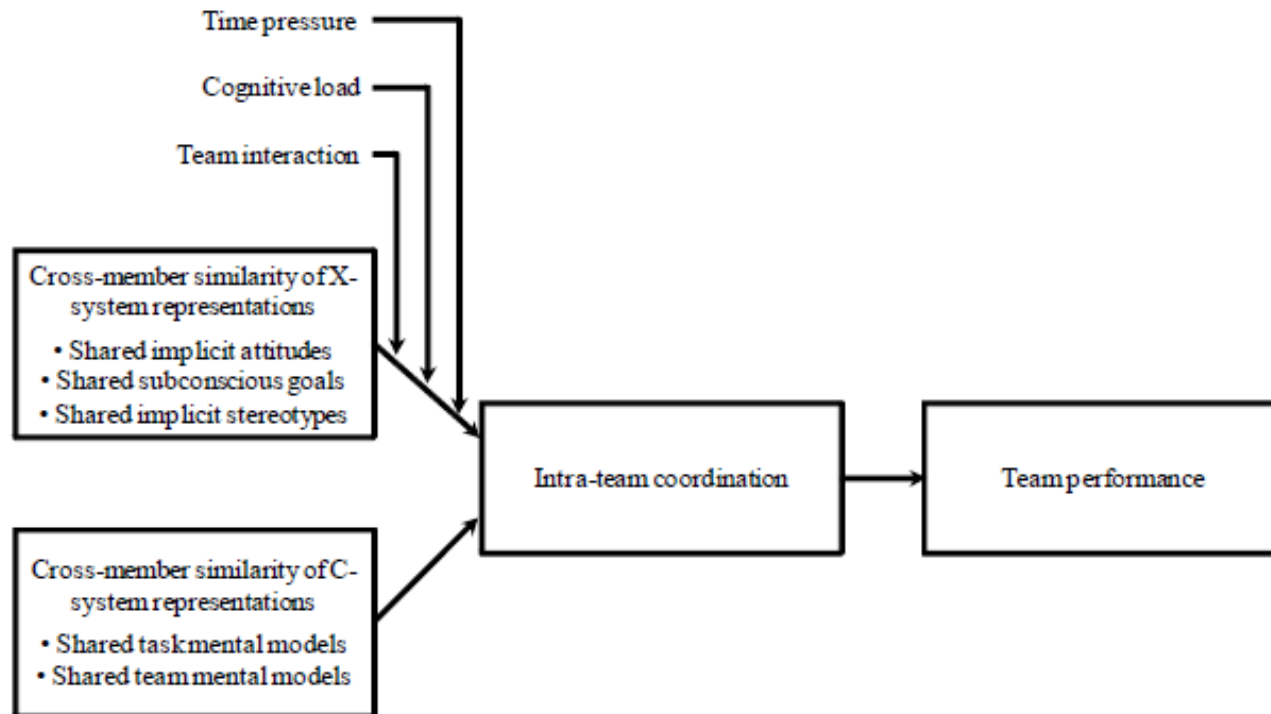 Time pressure
Cognitive load
Team interaction
Cross-member similarity of X-
system representations
• Shared implicit attitudes
• Shared subconscious goals
• Shared implicit stereotypes
Intra-team coordination
Team performance
Cross-member similarity of C-
system representations
• Shared task mental models
• Shared team mental models